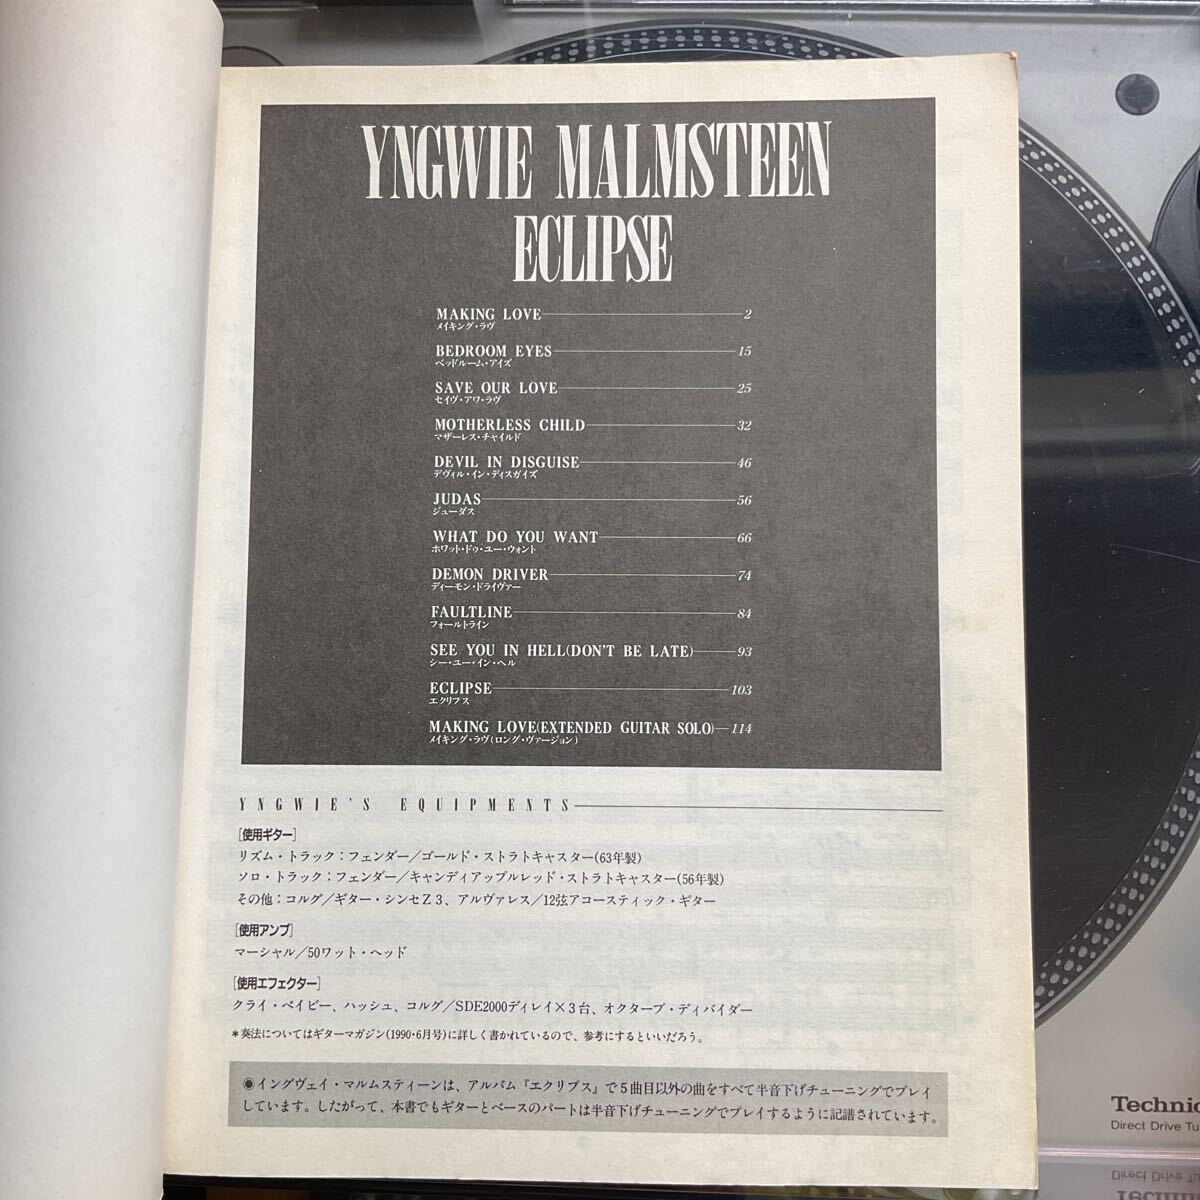 YNGWIE MALMSTEEN
ECLIPSE
MAKING LOVE 2
メイキング・ラヴ
BEDROOM EYES 15
ベッドルーム・アイズ
SAVE OUR LOVE 25
セイヴ・アワ・ラヴ
MOTHERLESS CHILD 32
マザーレス・チャイルド
DEVIL IN DISGUISE 46
デヴィル・イン・ディスガイズ
JUDAS 56
ジューダス
WHAT DO YOU WANT 66
ホワット・ドゥ・ユー・ウォント
DEMON DRIVER 74
ディーモン・ドライヴァー
FAULTLINE 84
フォールトライン
SEE YOU IN HELL(DON'T BE LATE) 93
シー・ユー・イン・ヘル
ECLIPSE 103
エクリプス
MAKING LOVE(EXTENDED GUITAR SOLO) 114
メイキング・ラヴ(ロング・ヴァージョン)
YNGWIE'S EQUIPMENTS
[使用ギター]
リズム・トラック：フェンダー／ゴールド・ストラトキャスター(63年製)
ソロ・トラック：フェンダー／キャンディアップルレッド・ストラトキャスター(56年製)
その他：コルグ／ギター・シンセZ3、アルヴァレス／12弦アコースティック・ギター
[使用アンプ]
マーシャル／50ワット・ヘッド
[使用エフェクター]
クライ・ベイビー、ハッシュ、コルグ／SDE2000ディレイ×3台、オクターブ・ディバイダー
＊奏法についてはギターマガジン(1990・6月号)に詳しく書かれているので、参考にするといいだろう。
◉イングヴェイ・マルムスティーンは、アルバム『エクリプス』で5曲目以外の曲をすべて半音下げチューニングでプレイ
しています。したがって、本書でもギターとベースのパートは半音下げチューニングでプレイするように記譜されています。
Technic
Direct Drive Tu